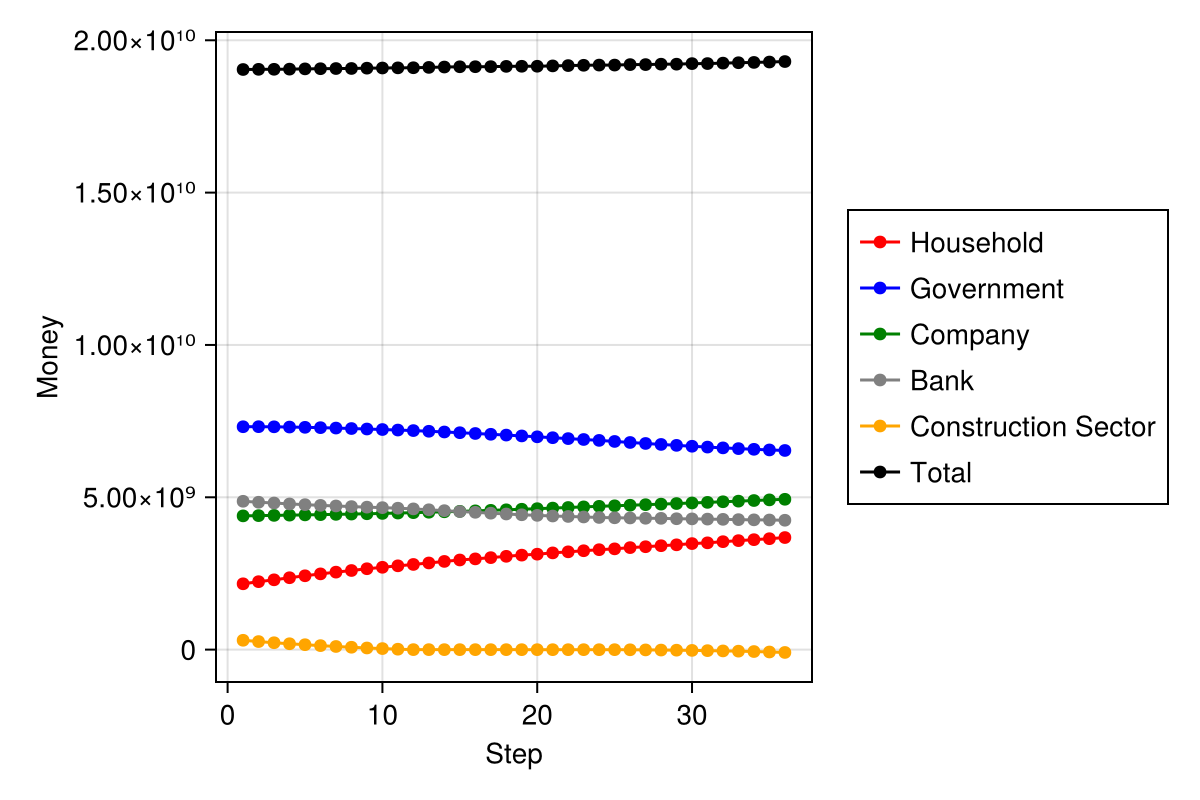 2.00×10¹⁰
1.50×10¹⁰
1.00×10¹⁰
5.00×10⁹
0
Money
0 10 20 30
Step
Household
Government
Company
Bank
Construction Sector
Total